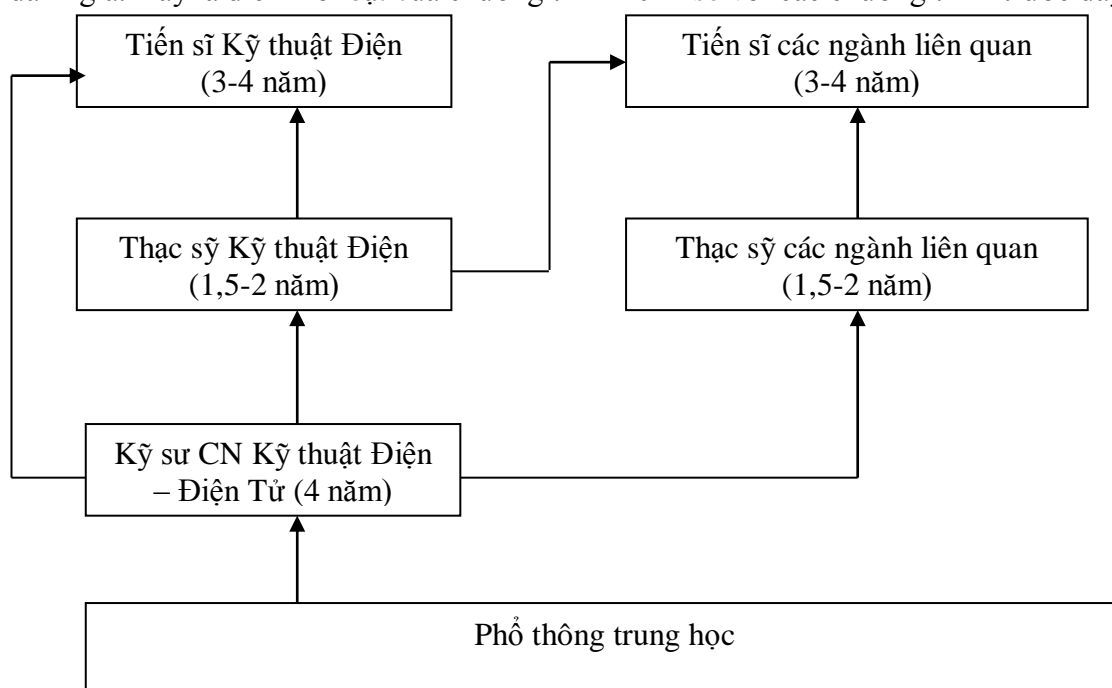 Tiến sĩ Kỹ thuật Điện
(3-4 năm)
Tiến sĩ các ngành liên quan
(3-4 năm)
Thạc sỹ Kỹ thuật Điện
(1,5-2 năm)
Thạc sỹ các ngành liên quan
(1,5-2 năm)
Kỹ sư CN Kỹ thuật Điện
– Điện Tử (4 năm)
Phổ thông trung học